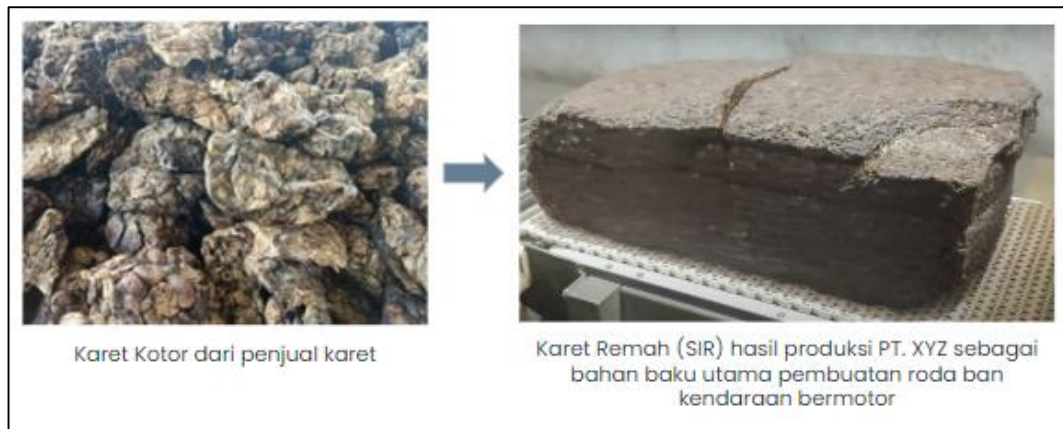 Karet Kotor dari penjual karet
Karet Remah (SIR) hasil produksi PT. XYZ sebagai
bahan baku utama pembuatan roda ban
kendaraan bermotor